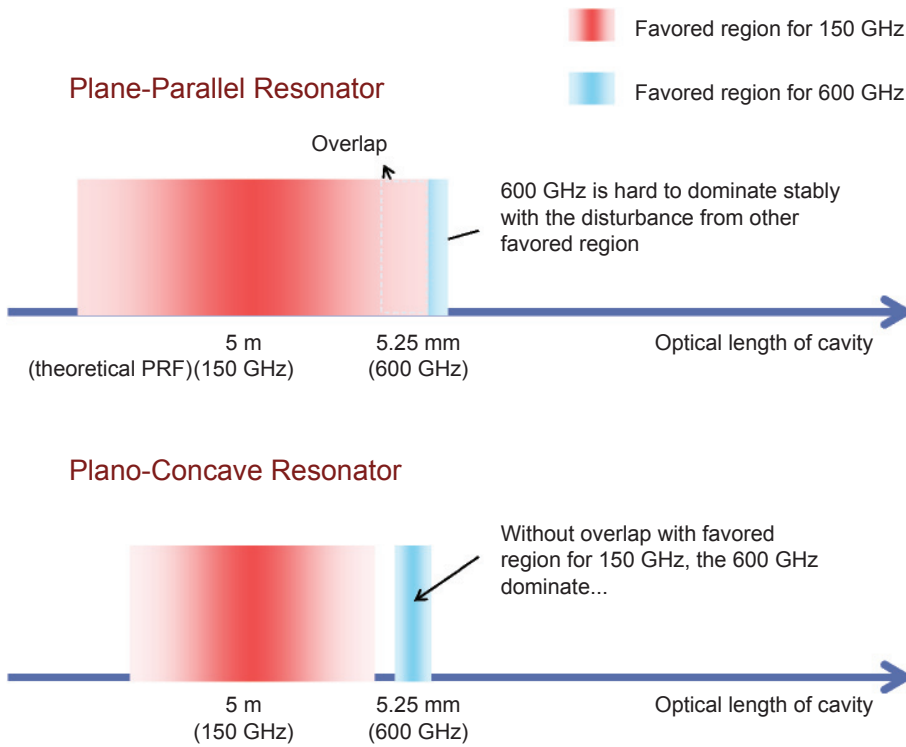 Favored region for 150 GHz
Favored region for 600 GHz
Plane-Parallel Resonator
Overlap
600 GHz is hard to dominate stably
with the disturbance from other
favored region
5 m
(theoretical PRF)(150 GHz)
5.25 mm
(600 GHz)
Optical length of cavity
Plano-Concave Resonator
Without overlap with favored
region for 150 GHz, the 600 GHz
dominate...
5 m
(150 GHz)
5.25 mm
(600 GHz)
Optical length of cavity